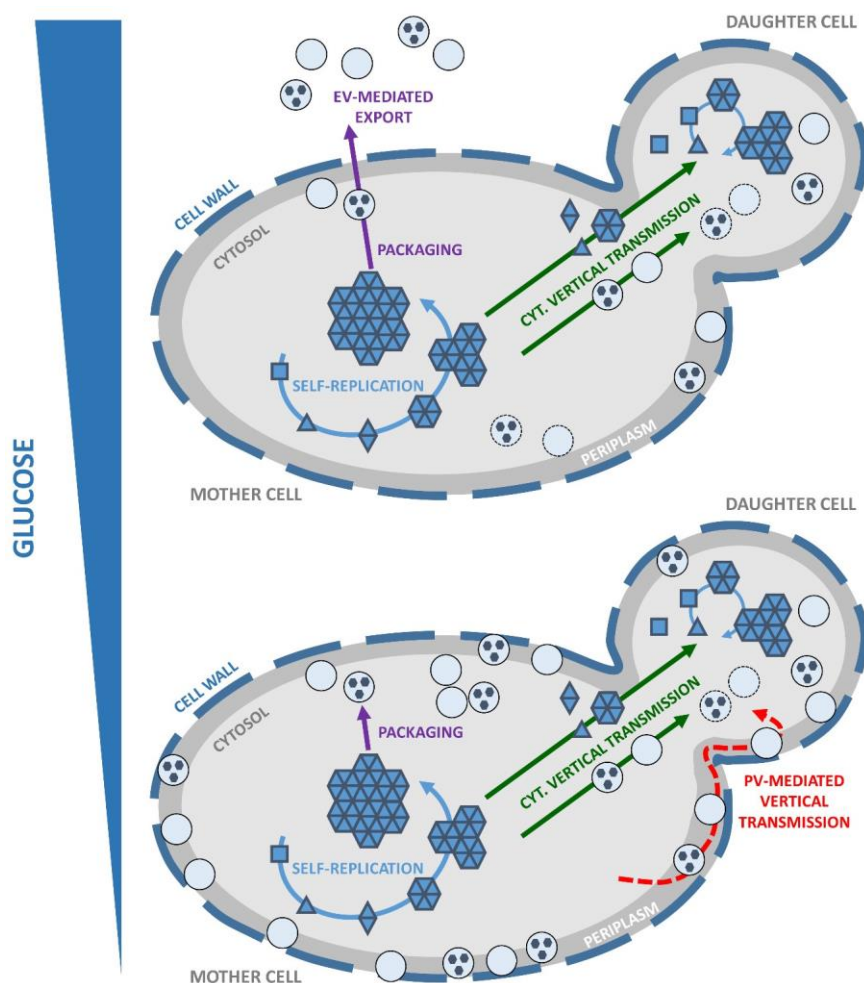 GLUCOSE
DAUGHTER CELL
EV-MEDIATED
EXPORT
CELL WALL
CYTOSOL
PACKAGING
CYT. VERTICAL TRANSMISSION
SELF-REPLICATION
PERIPLASM
MOTHER CELL
DAUGHTER CELL
CELL WALL
CYTOSOL
PACKAGING
CYT. VERTICAL TRANSMISSION
PV-MEDIATED
VERTICAL
TRANSMISSION
SELF-REPLICATION
PERIPLASM
MOTHER CELL